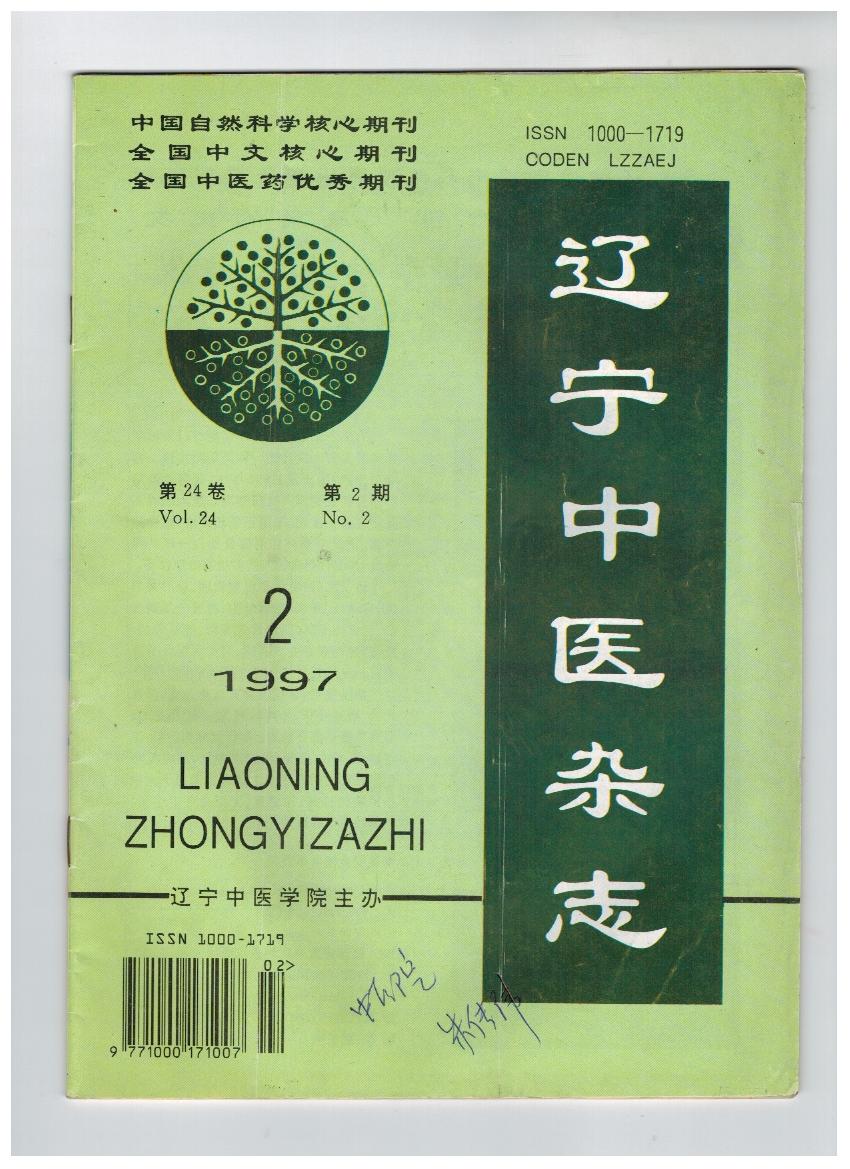 中国自然科学核心期刊
全国中文核心期刊
全国中医药优秀期刊
ISSN 1000—1719
CODEN LZZAEJ
辽宁中医杂志
第24卷 第2期
Vol.24 No.2
2
1997
LIAONING
ZHONGYIZAZHI
辽宁中医学院主办
ISSN 1000-1719
02>
9 771000 171007